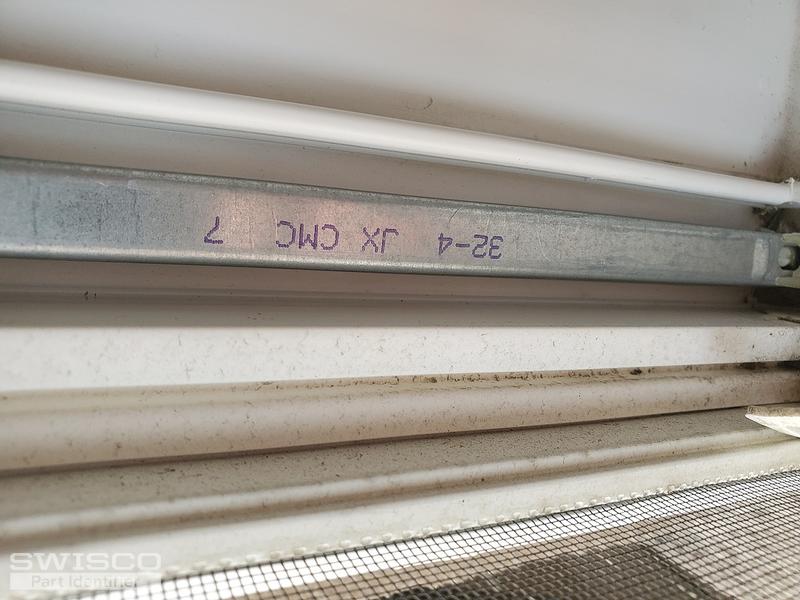 32-4 JX CMC 7
SWISCO
Part Identifier